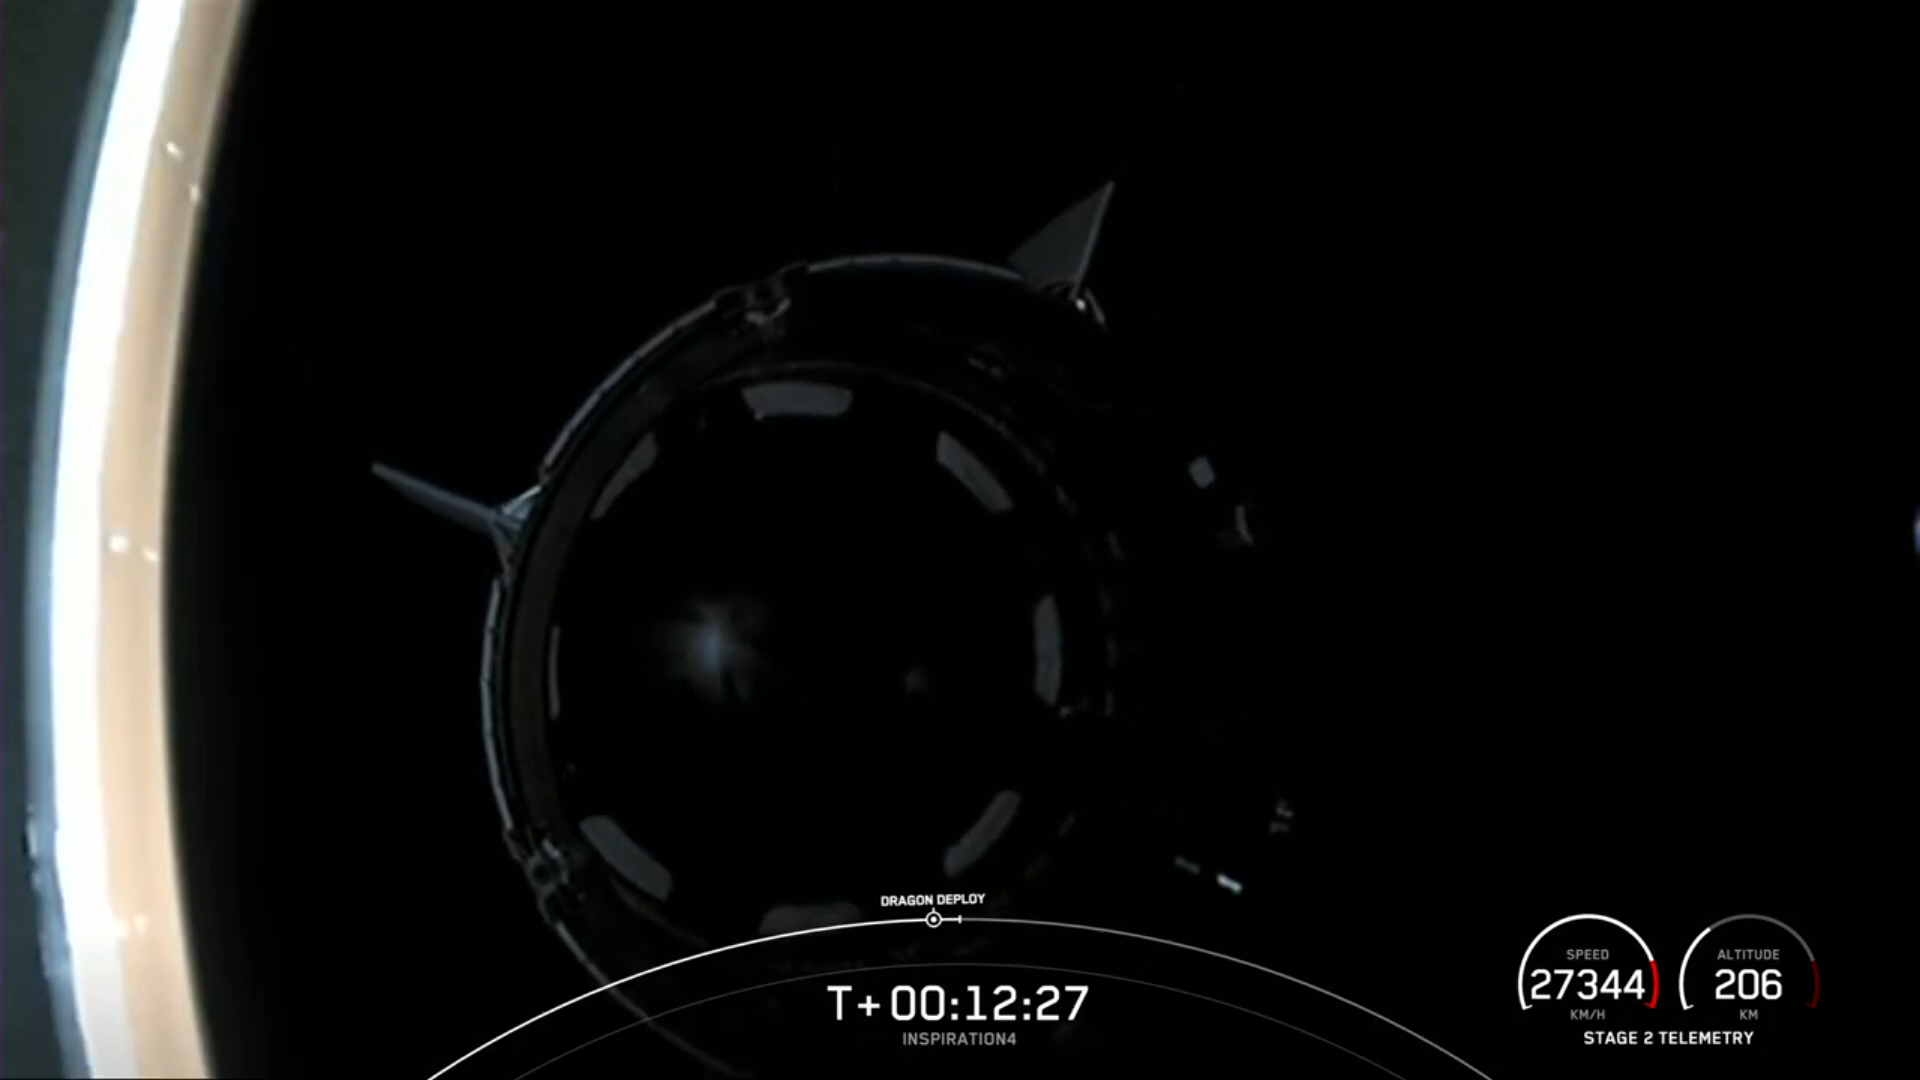 DRAGON DEPLOY
T+00:12:27
INSPIRATION4
SPEED
27344
KM/H
ALTITUDE
206
KM
STAGE 2 TELEMETRY